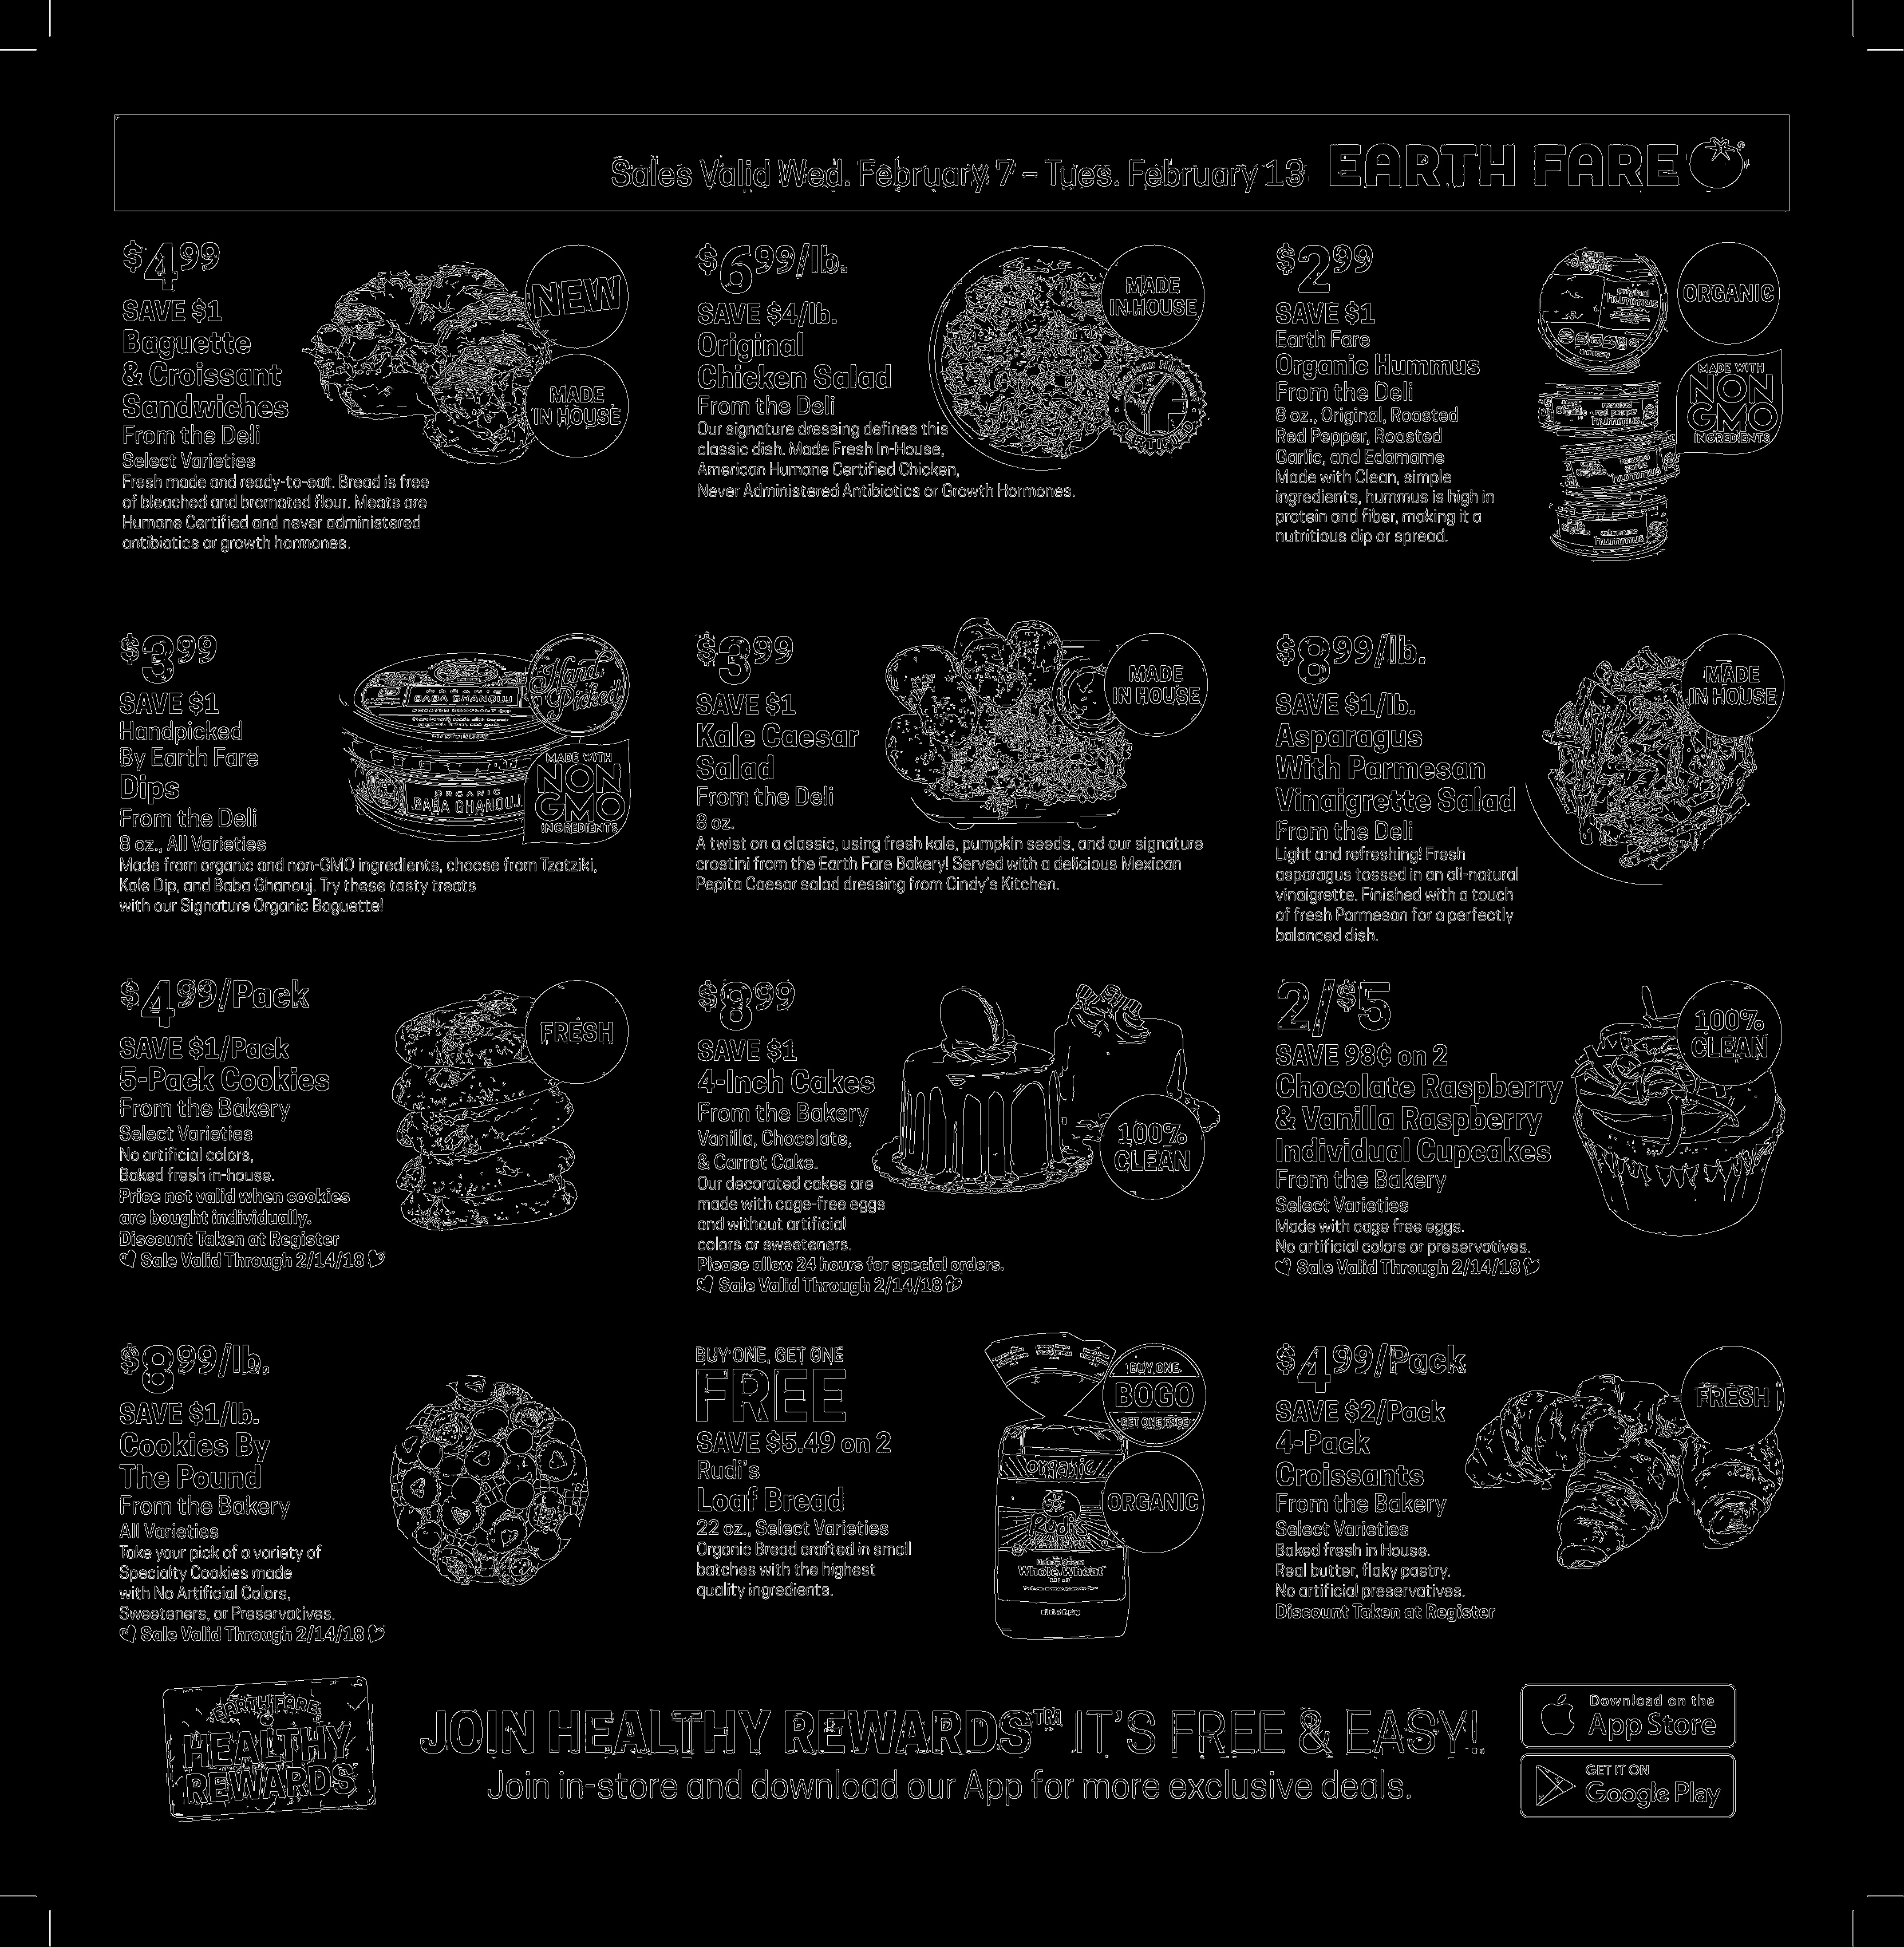 Sales Valid Wed. February 7 – Tues. February 13 EARTH FARE
$4.99
SAVE $1
Baguette
& Croissant
Sandwiches
From the Deli
Select Varieties
Fresh made and ready-to-eat. Bread is free
of bleached and bromated flour. Meats are
Humane Certified and never administered
antibiotics or growth hormones.
NEW
MADE
IN HOUSE
$6.99/lb.
SAVE $4/lb.
Original
Chicken Salad
From the Deli
Our signature dressing defines this
classic dish. Made Fresh In-House,
American Humane Certified Chicken,
Never Administered Antibiotics or Growth Hormones.
MADE
IN HOUSE
American Humane
CERTIFIED
$2.99
SAVE $1
Earth Fare
Organic Hummus
From the Deli
8 oz., Original, Roasted
Red Pepper, Roasted
Garlic, and Edamame
Made with Clean, simple
ingredients, hummus is high in
protein and fiber, making it a
nutritious dip or spread.
original
hummus
hummus
hummus
edamame
hummus
ORGANIC
MADE WITH
NON
GMO
INGREDIENTS
$3.99
SAVE $1
Handpicked
By Earth Fare
Dips
From the Deli
8 oz., All Varieties
Made from organic and non-GMO ingredients, choose from Tzatziki,
Kale Dip, and Baba Ghanouj. Try these tasty treats
with our Signature Organic Baguette!
ORGANIC
BABA GHANOUJ
ORGANIC
BABA GHANOUJ
Hand
Picked
MADE WITH
NON
GMO
INGREDIENTS
$3.99
SAVE $1
Kale Caesar
Salad
From the Deli
8 oz.
A twist on a classic, using fresh kale, pumpkin seeds, and our signature
crostini from the Earth Fare Bakery! Served with a delicious Mexican
Pepita Caesar salad dressing from Cindy's Kitchen.
MADE
IN HOUSE
$8.99/lb.
SAVE $1/lb.
Asparagus
With Parmesan
Vinaigrette Salad
From the Deli
Light and refreshing! Fresh
asparagus tossed in an all-natural
vinaigrette. Finished with a touch
of fresh Parmesan for a perfectly
balanced dish.
MADE
IN HOUSE
$4.99/Pack
SAVE $1/Pack
5-Pack Cookies
From the Bakery
Select Varieties
No artificial colors,
Baked fresh in-house.
Price not valid when cookies
are bought individually.
Discount Taken at Register
Sale Valid Through 2/14/18
FRESH
$8.99
SAVE $1
4-Inch Cakes
From the Bakery
Vanilla, Chocolate,
& Carrot Cake.
Our decorated cakes are
made with cage-free eggs
and without artificial
colors or sweeteners.
Please allow 24 hours for special orders.
Sale Valid Through 2/14/18
100%
CLEAN
2/$5
SAVE 98¢ on 2
Chocolate Raspberry
& Vanilla Raspberry
Individual Cupcakes
From the Bakery
Select Varieties
Made with cage free eggs.
No artificial colors or preservatives.
Sale Valid Through 2/14/18
100%
CLEAN
$8.99/lb.
SAVE $1/lb.
Cookies By
The Pound
From the Bakery
All Varieties
Take your pick of a variety of
Specialty Cookies made
with No Artificial Colors,
Sweeteners, or Preservatives.
Sale Valid Through 2/14/18
BUY ONE, GET ONE
FREE
SAVE $5.49 on 2
Rudi's
Loaf Bread
22 oz., Select Varieties
Organic Bread crafted in small
batches with the highest
quality ingredients.
organic
Rudi's
Whole Wheat
BUY ONE
BOGO
GET ONE FREE
ORGANIC
$4.99/Pack
SAVE $2/Pack
4-Pack
Croissants
From the Bakery
Select Varieties
Baked fresh in House.
Real butter, flaky pastry.
No artificial preservatives.
Discount Taken at Register
FRESH
EARTH FARE
HEALTHY
REWARDS
JOIN HEALTHY REWARDS™ IT'S FREE & EASY!
Join in-store and download our App for more exclusive deals.
Download on the
App Store
GET IT ON
Google Play